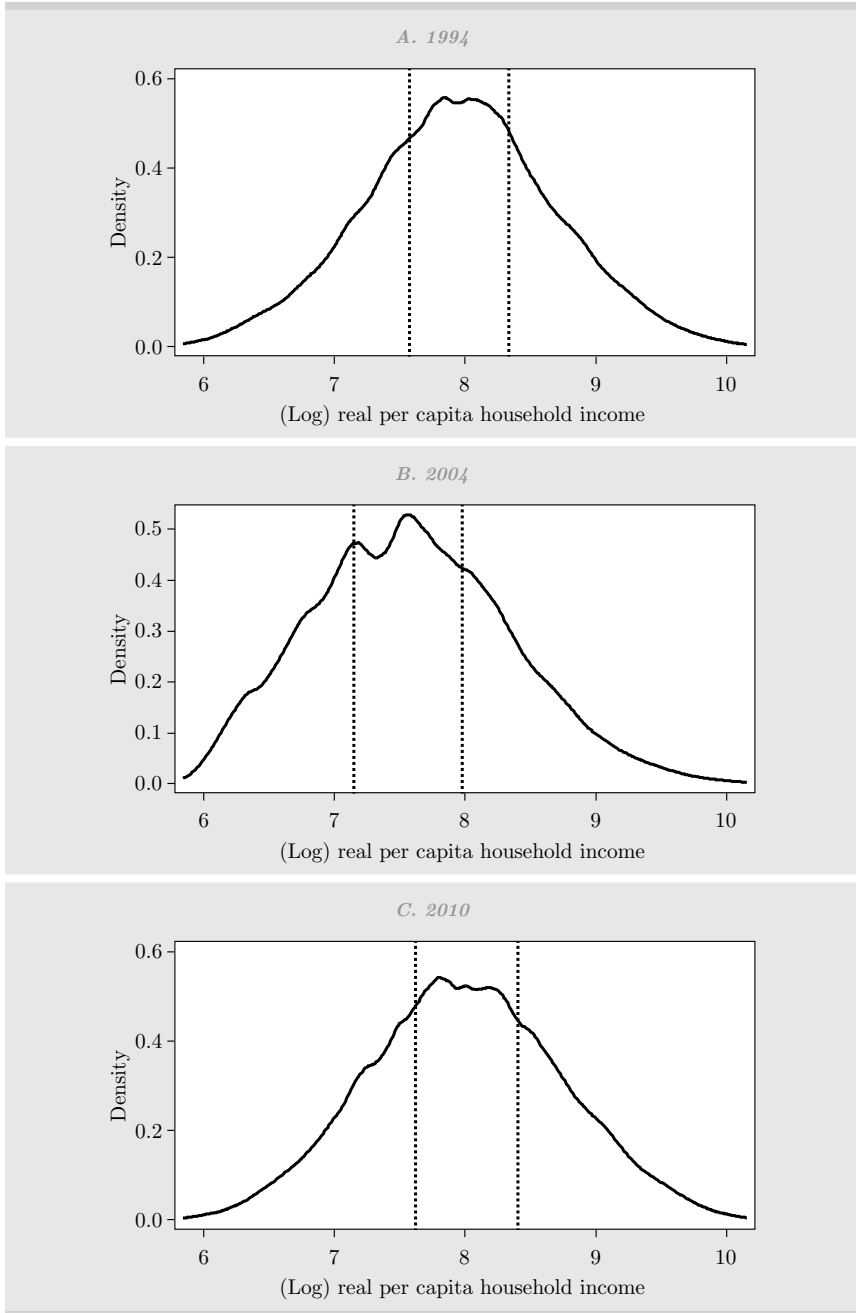 A. 1994
0.6
0.4
0.2
0.0
Density
6 7 8 9 10
(Log) real per capita household income
B. 2004
0.5
0.4
0.3
0.2
0.1
0.0
Density
6 7 8 9 10
(Log) real per capita household income
C. 2010
0.6
0.4
0.2
0.0
Density
6 7 8 9 10
(Log) real per capita household income